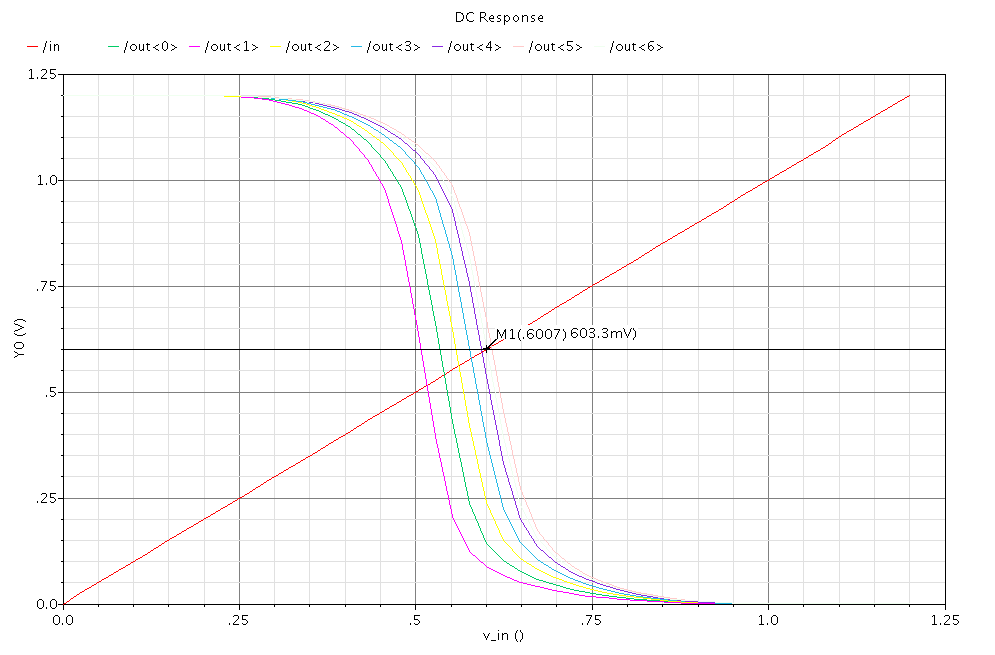 DC Response
/in /out<0> /out<1> /out<2> /out<3> /out<4> /out<5> /out<6>
1.25
1.0
.75
.5
.25
0.0
Y0 (V)
M1(.6007) 603.3mV)
0.0 .25 .5 .75 1.0 1.25
v_in ()